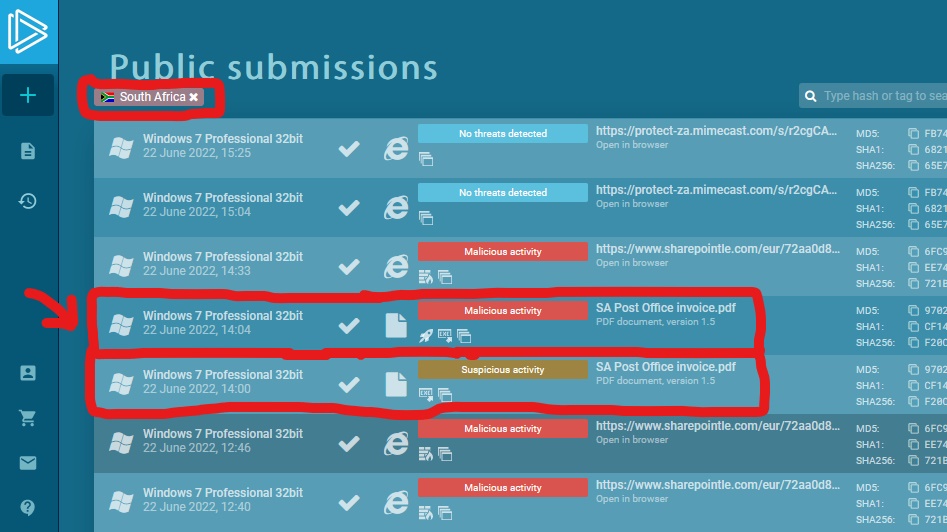 Public submissions
South Africa ×
Type hash or tag to sea
Windows 7 Professional 32bit
22 June 2022, 15:25
No threats detected
https://protect-za.mimecast.com/s/r2cgCA...
Open in browser
MD5: FB74
SHA1: 6821
SHA256: 65E7
Windows 7 Professional 32bit
22 June 2022, 15:04
No threats detected
https://protect-za.mimecast.com/s/r2cgCA...
Open in browser
MD5: FB74
SHA1: 6821
SHA256: 65E7
Windows 7 Professional 32bit
22 June 2022, 14:33
Malicious activity
https://www.sharepointle.com/eur/72aa0d8...
Open in browser
MD5: 6FC9
SHA1: EE74
SHA256: 721B
Windows 7 Professional 32bit
22 June 2022, 14:04
Malicious activity
SA Post Office invoice.pdf
PDF document, version 1.5
MD5: 9702
SHA1: CF14
SHA256: F20C
Windows 7 Professional 32bit
22 June 2022, 14:00
Suspicious activity
SA Post Office invoice.pdf
PDF document, version 1.5
MD5: 9702
SHA1: CF14
SHA256: F20C
Windows 7 Professional 32bit
22 June 2022, 12:46
Malicious activity
https://www.sharepointle.com/eur/72aa0d8...
Open in browser
MD5: 6FC9
SHA1: EE74
SHA256: 721B
Windows 7 Professional 32bit
22 June 2022, 12:40
Malicious activity
https://www.sharepointle.com/eur/72aa0d8...
Open in browser
MD5: 6FC9
SHA1: EE74
SHA256: 721B